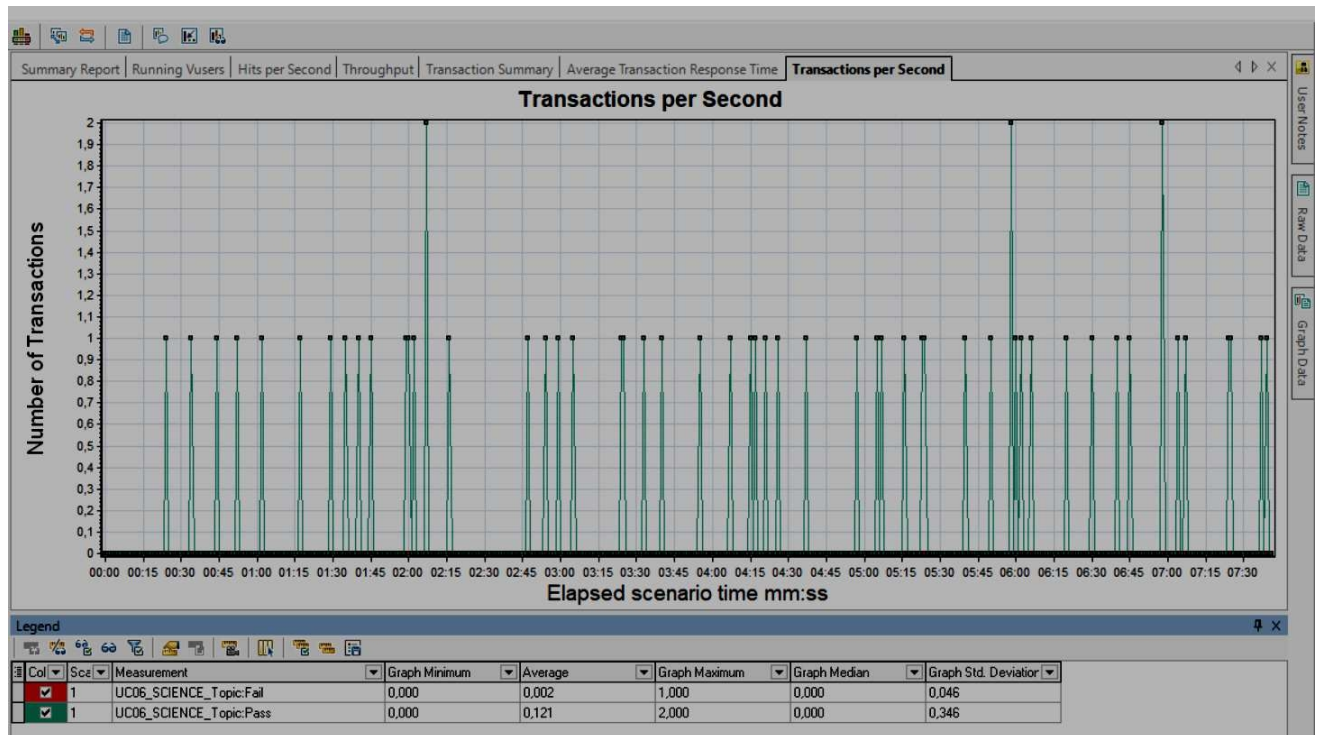 Summary Report Running Vusers Hits per Second Throughput Transaction Summary Average Transaction Response Time Transactions per Second
Transactions per Second
Number of Transactions
2
1,9
1,8
1,7
1,6
1,5
1,4
1,3
1,2
1,1
1
0,9
0,8
0,7
0,6
0,5
0,4
0,3
0,2
0,1
0
00:00 00:15 00:30 00:45 01:00 01:15 01:30 01:45 02:00 02:15 02:30 02:45 03:00 03:15 03:30 03:45 04:00 04:15 04:30 04:45 05:00 05:15 05:30 05:45 06:00 06:15 06:30 06:45 07:00 07:15 07:30
Elapsed scenario time mm:ss
User Notes
Raw Data
Graph Data
Legend
Col Sca Measurement Graph Minimum Average Graph Maximum Graph Median Graph Std. Deviation
1 UC06_SCIENCE_Topic:Fail 0,000 0,002 1,000 0,000 0,046
1 UC06_SCIENCE_Topic:Pass 0,000 0,121 2,000 0,000 0,346